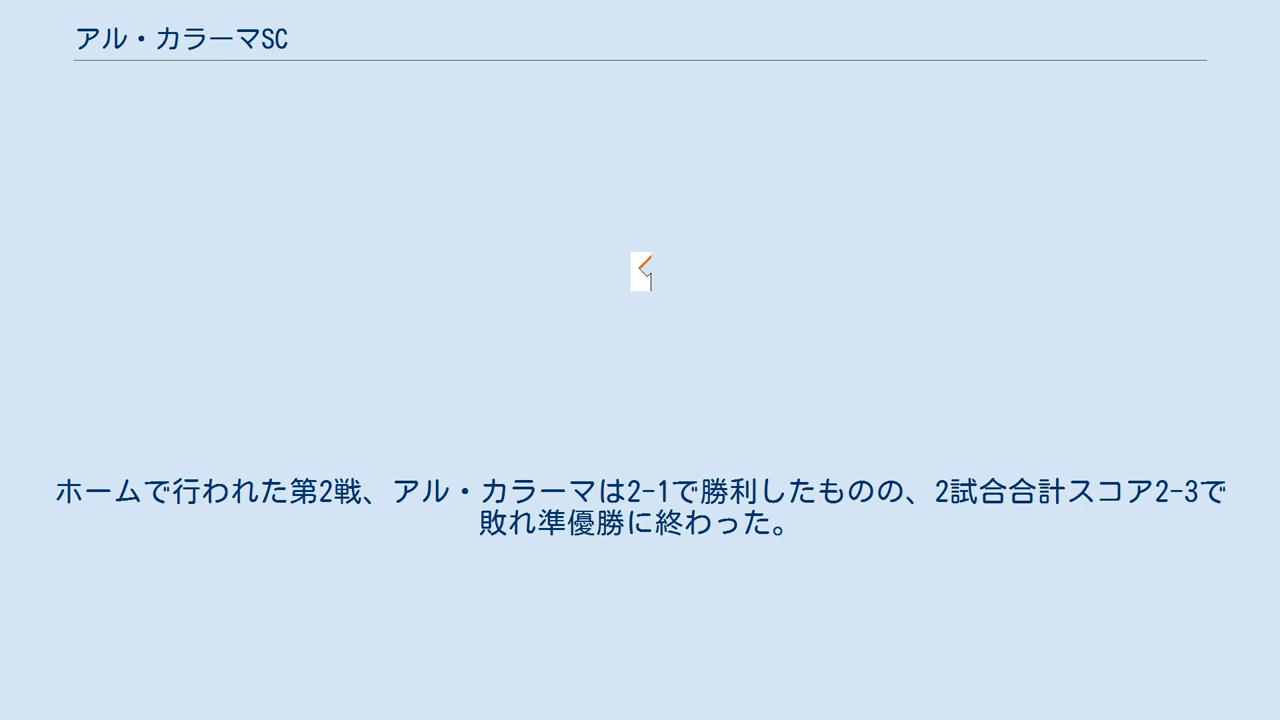 アル・カラーマSC
ホームで行われた第2戦、アル・カラーマは2-1で勝利したものの、2試合合計スコア2-3で
敗れ準優勝に終わった。